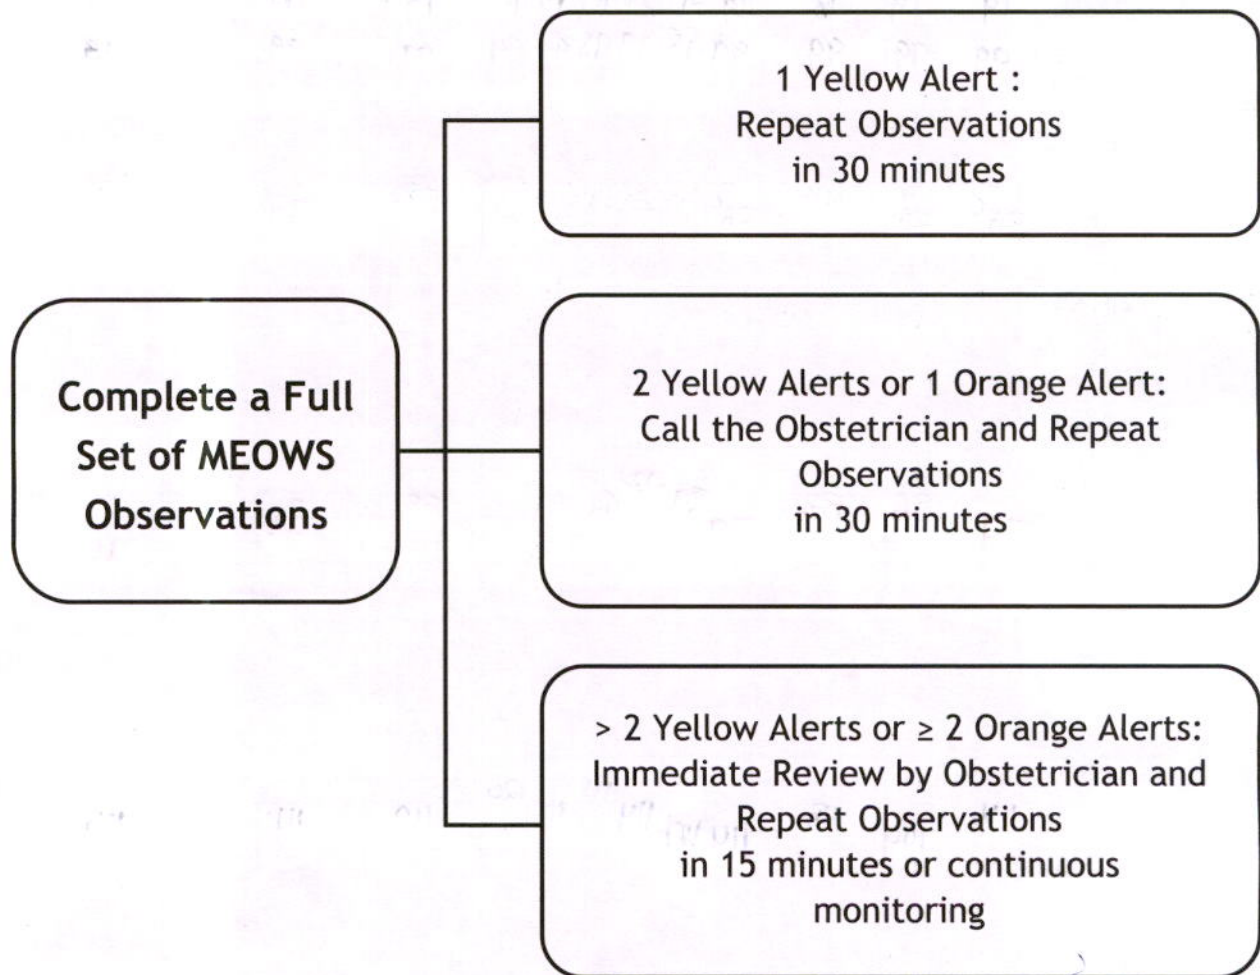 Complete a Full
Set of MEOWS
Observations
1 Yellow Alert :
Repeat Observations
in 30 minutes
2 Yellow Alerts or 1 Orange Alert:
Call the Obstetrician and Repeat
Observations
in 30 minutes
> 2 Yellow Alerts or ≥ 2 Orange Alerts:
Immediate Review by Obstetrician and
Repeat Observations
in 15 minutes or continuous
monitoring